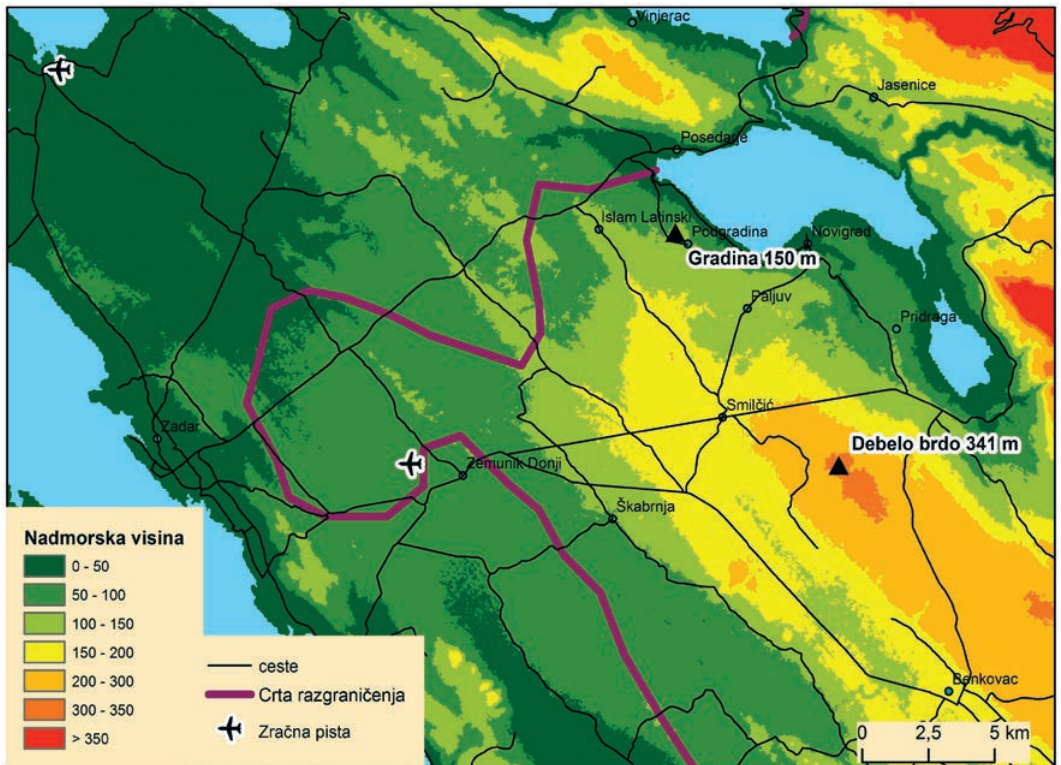 Vinjerac
Jasenice
Posedarje
Islam Latinski
Podgradina
Novigrad
Gradina 150 m
Paljuv
Pridraga
Smilčić
Zadar
Debelo brdo 341 m
Zemunik Donji
Škabrnja
Benkovac
Nadmorska visina
0 - 50
50 - 100
100 - 150
150 - 200
200 - 300
300 - 350
> 350
ceste
Crta razgraničenja
Zračna pista
0 2,5 5 km